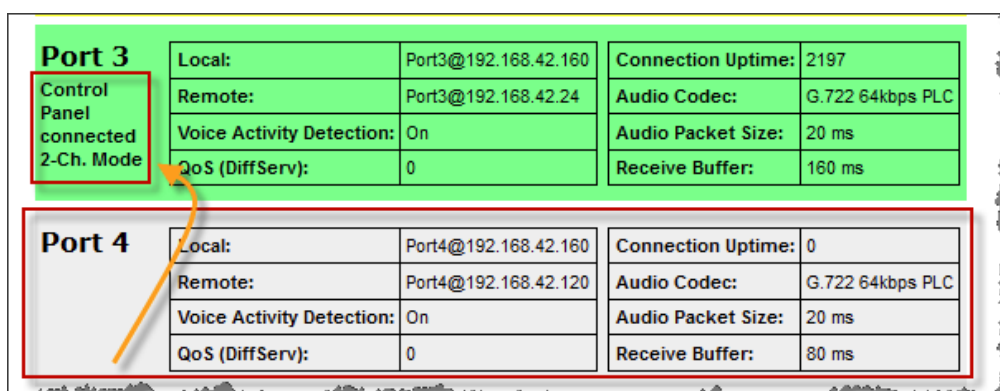 Port 3
Control
Panel
connected
2-Ch. Mode
Local: Port3@192.168.42.160 Connection Uptime: 2197
Remote: Port3@192.168.42.24 Audio Codec: G.722 64kbps PLC
Voice Activity Detection: On Audio Packet Size: 20 ms
QoS (DiffServ): 0 Receive Buffer: 160 ms
Port 4
Local: Port4@192.168.42.160 Connection Uptime: 0
Remote: Port4@192.168.42.120 Audio Codec: G.722 64kbps PLC
Voice Activity Detection: On Audio Packet Size: 20 ms
QoS (DiffServ): 0 Receive Buffer: 80 ms